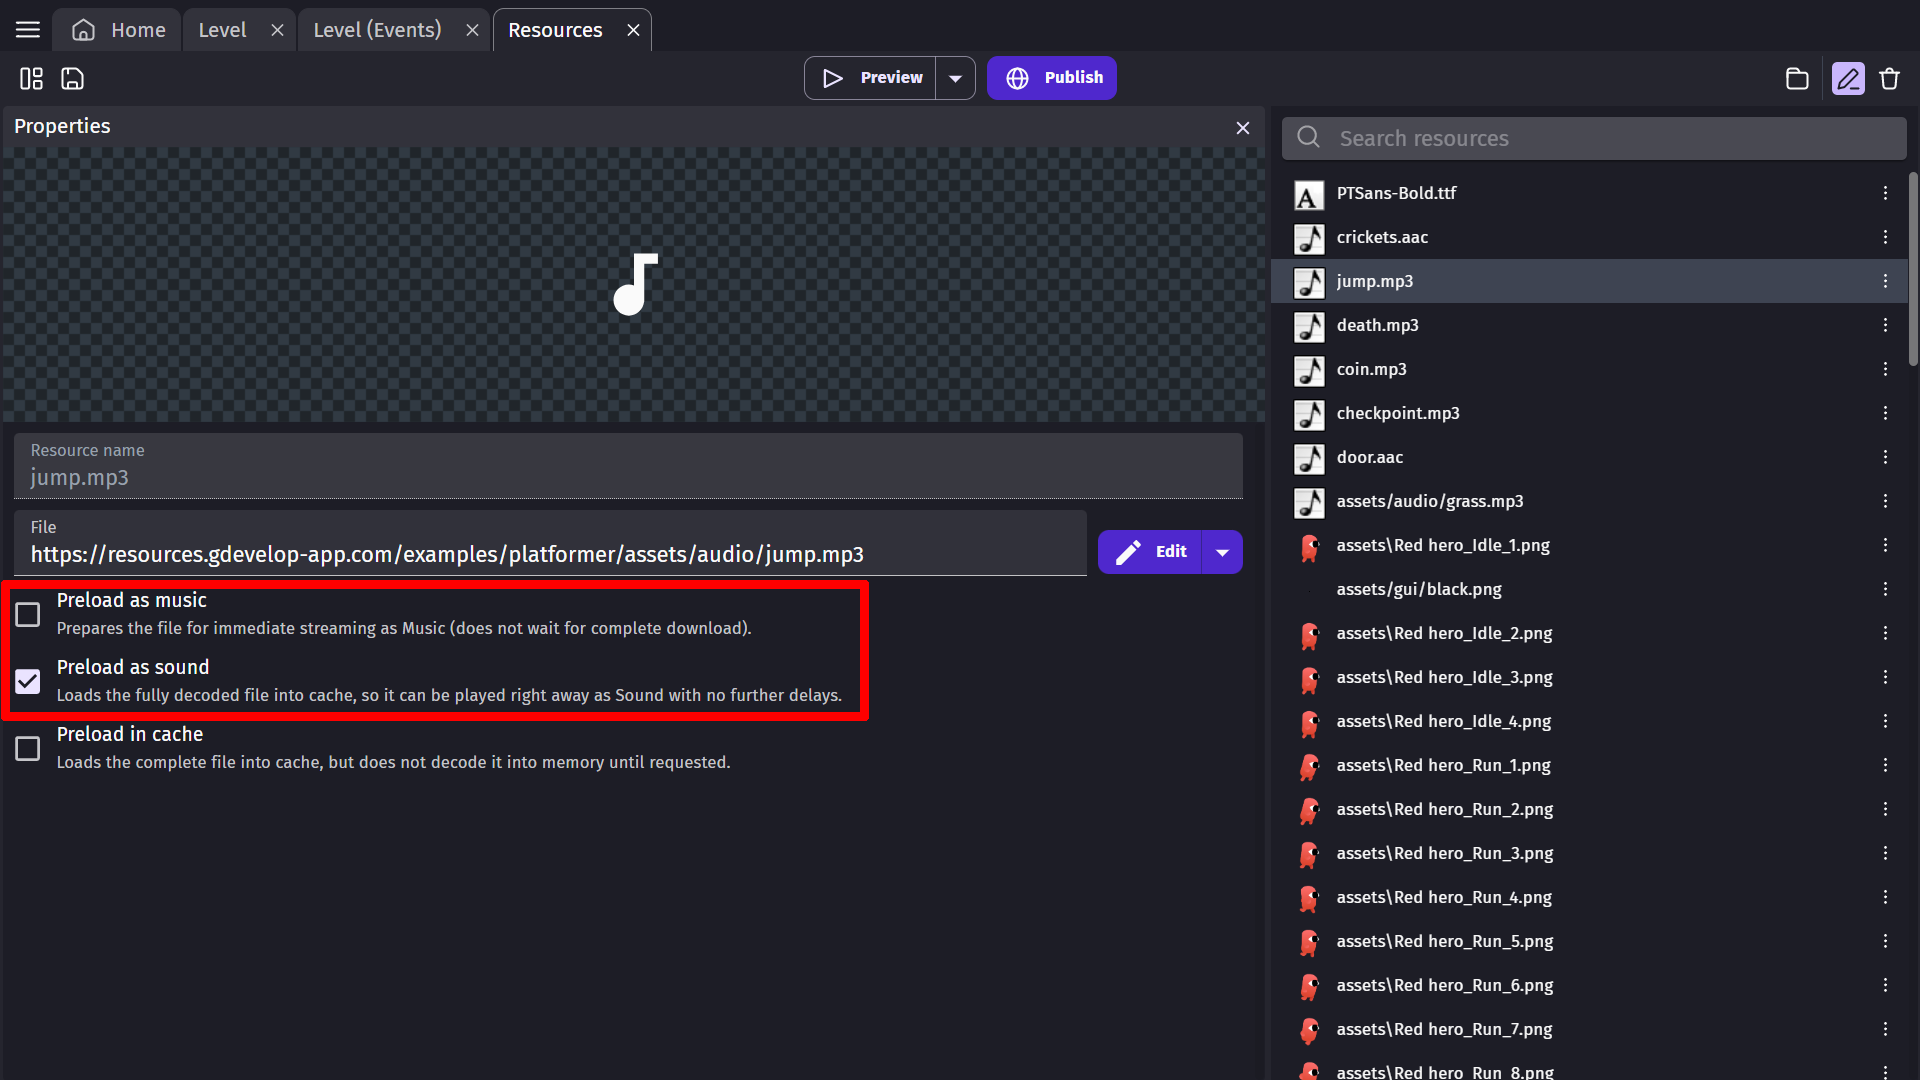 Home
Level
Level (Events)
Resources
Preview
Publish
Properties
Resource name
jump.mp3
File
https://resources.gdevelop-app.com/examples/platformer/assets/audio/jump.mp3
Edit
Preload as music
Prepares the file for immediate streaming as Music (does not wait for complete download).
Preload as sound
Loads the fully decoded file into cache, so it can be played right away as Sound with no further delays.
Preload in cache
Loads the complete file into cache, but does not decode it into memory until requested.
Search resources
PTSans-Bold.ttf
crickets.aac
jump.mp3
death.mp3
coin.mp3
checkpoint.mp3
door.aac
assets/audio/grass.mp3
assets\Red hero_Idle_1.png
assets/gui/black.png
assets\Red hero_Idle_2.png
assets\Red hero_Idle_3.png
assets\Red hero_Idle_4.png
assets\Red hero_Run_1.png
assets\Red hero_Run_2.png
assets\Red hero_Run_3.png
assets\Red hero_Run_4.png
assets\Red hero_Run_5.png
assets\Red hero_Run_6.png
assets\Red hero_Run_7.png
assets\Red hero_Run_8.png